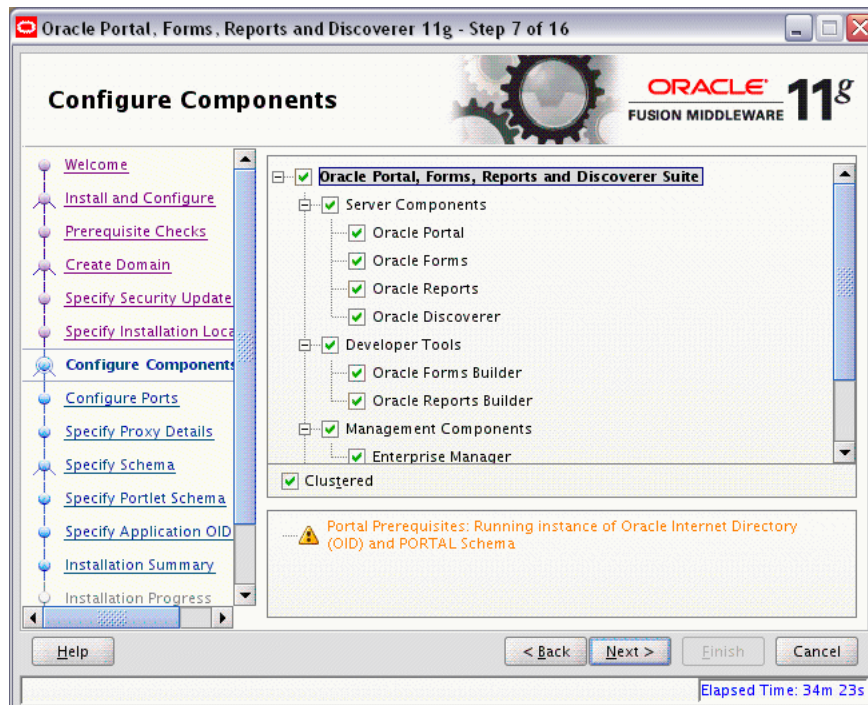 Oracle Portal, Forms, Reports and Discoverer 11g - Step 7 of 16
Configure Components
ORACLE
FUSION MIDDLEWARE
11g
Welcome
Install and Configure
Prerequisite Checks
Create Domain
Specify Security Update
Specify Installation Loca
Configure Components
Configure Ports
Specify Proxy Details
Specify Schema
Specify Portlet Schema
Specify Application OID
Installation Summary
Installation Progress
Oracle Portal, Forms, Reports and Discoverer Suite
Server Components
Oracle Portal
Oracle Forms
Oracle Reports
Oracle Discoverer
Developer Tools
Oracle Forms Builder
Oracle Reports Builder
Management Components
Enterprise Manager
Clustered
Portal Prerequisites: Running instance of Oracle Internet Directory
(OID) and PORTAL Schema
Help
< Back
Next >
Finish
Cancel
Elapsed Time: 34m 23s